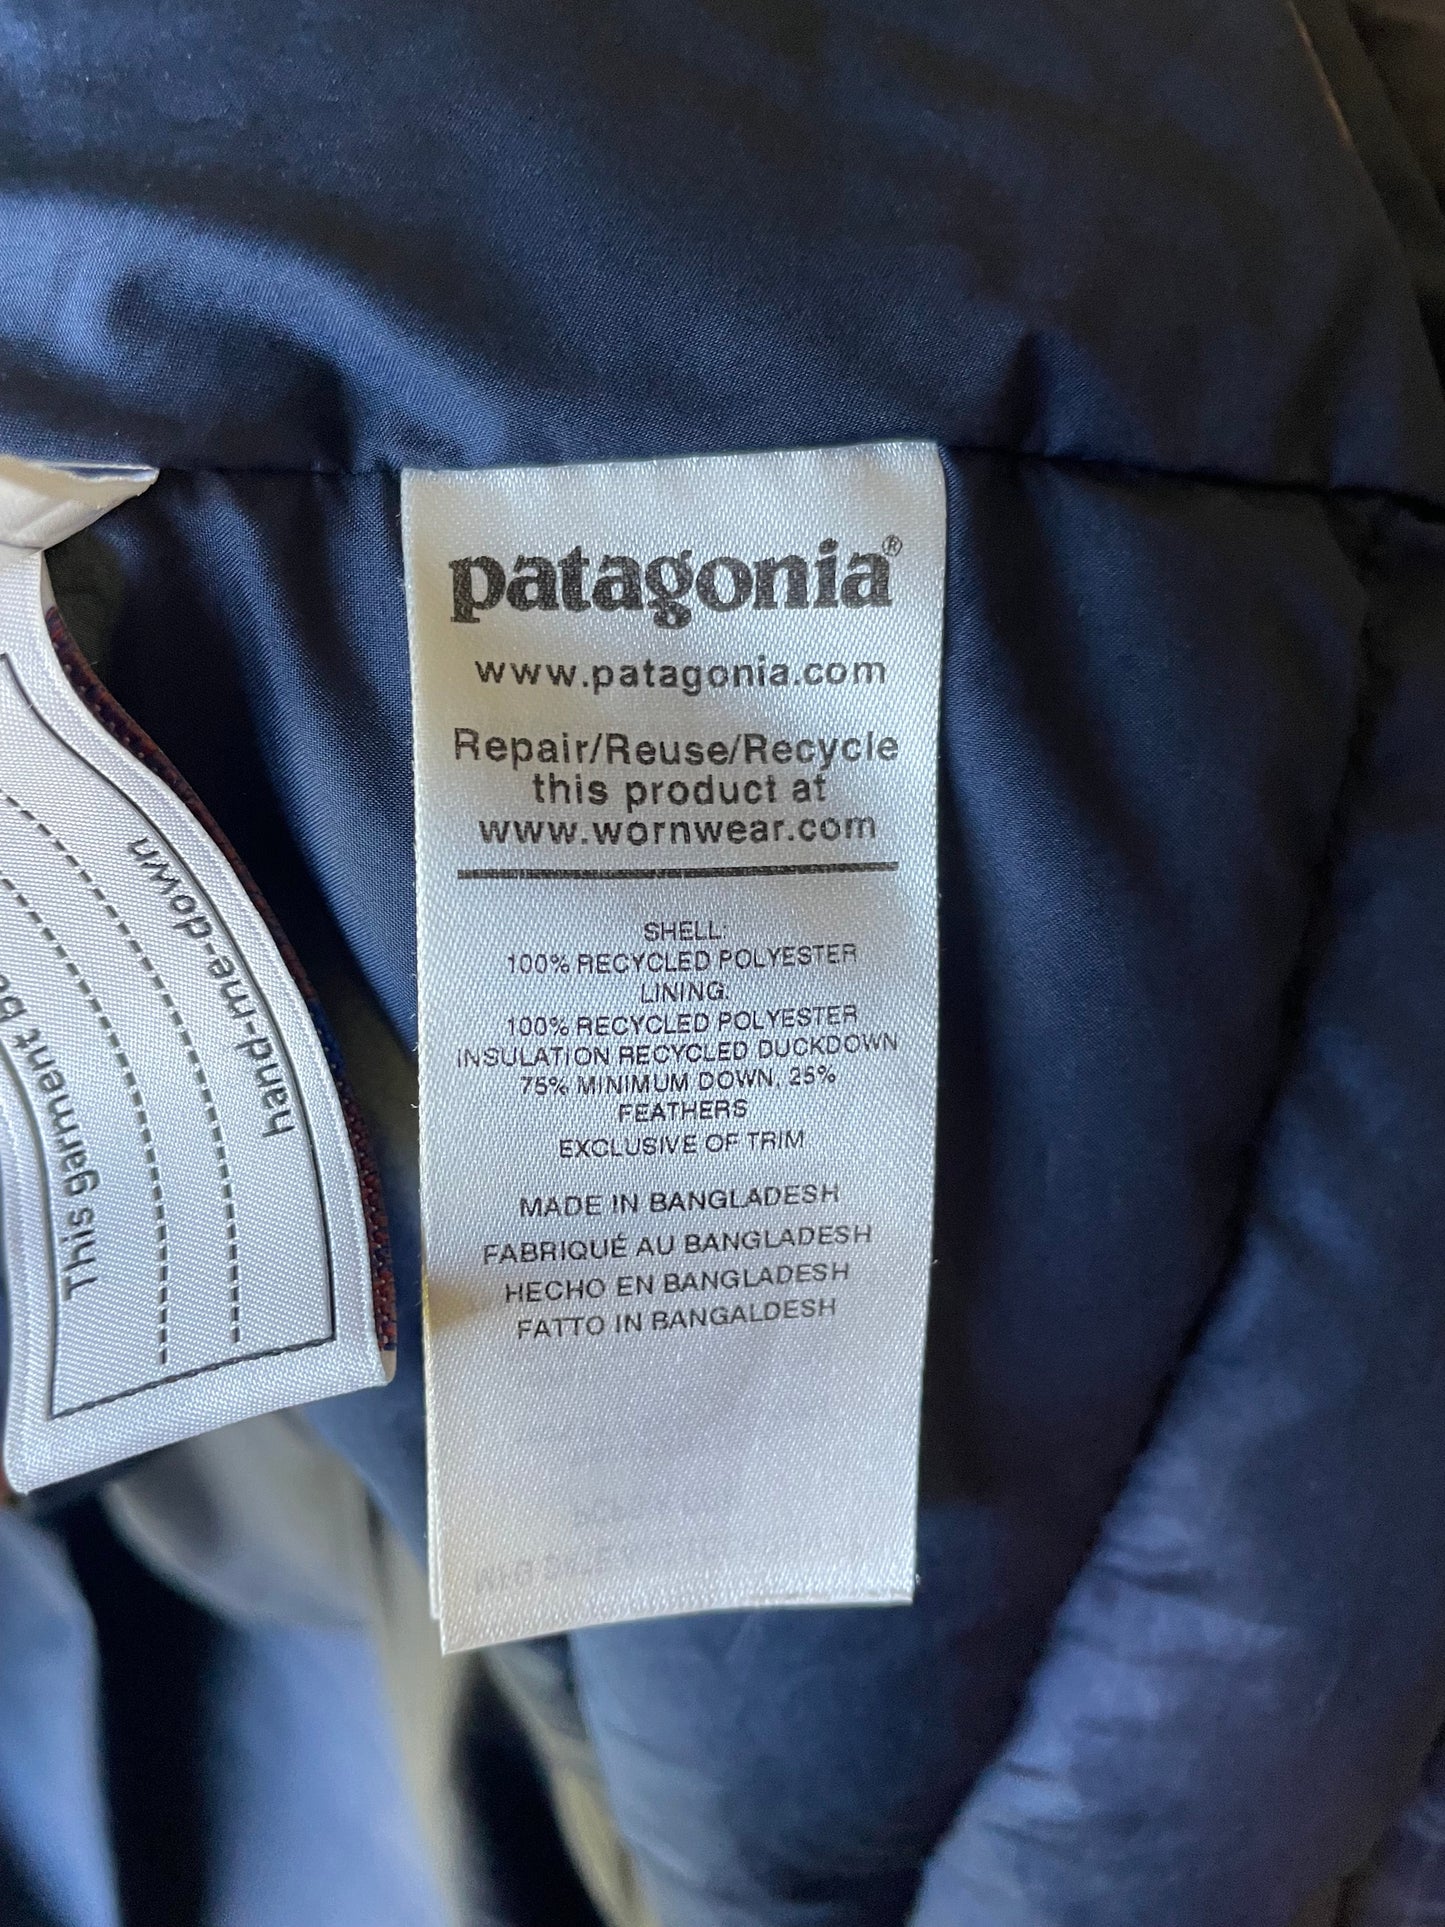 patagonia®
www.patagonia.com
Repair/Reuse/Recycle
this product at
www.wornwear.com
SHELL:
100% RECYCLED POLYESTER
LINING:
100% RECYCLED POLYESTER
INSULATION RECYCLED DUCKDOWN
75% MINIMUM DOWN, 25%
FEATHERS
EXCLUSIVE OF TRIM
MADE IN BANGLADESH
FABRIQUÉ AU BANGLADESH
HECHO EN BANGLADESH
FATTO IN BANGALDESH
This garment
hand-me-down